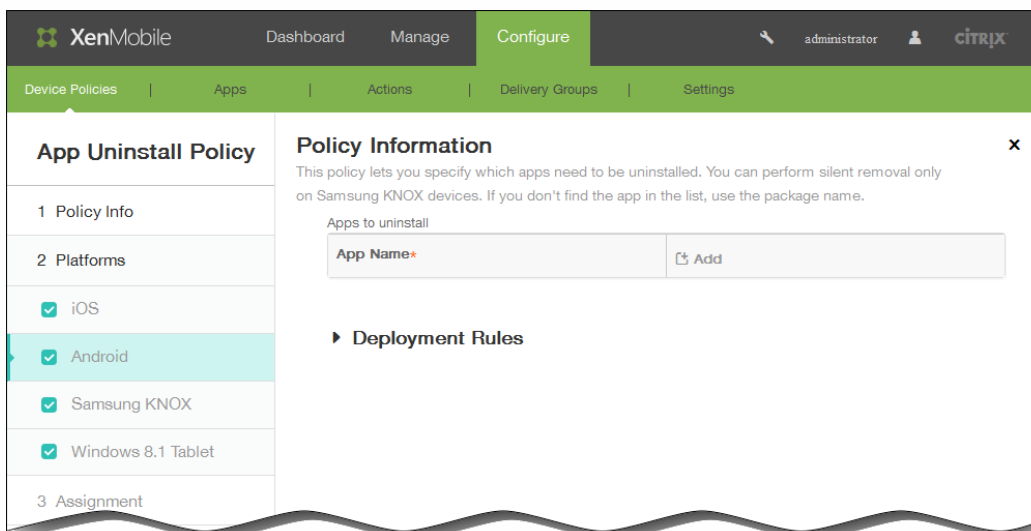 XenMobile Dashboard Manage Configure administrator CİTRIX
Device Policies | Apps | Actions | Delivery Groups | Settings
App Uninstall Policy
1 Policy Info
2 Platforms
iOS
Android
Samsung KNOX
Windows 8.1 Tablet
3 Assignment
Policy Information
This policy lets you specify which apps need to be uninstalled. You can perform silent removal only
on Samsung KNOX devices. If you don't find the app in the list, use the package name.
Apps to uninstall
App Name* Add
Deployment Rules